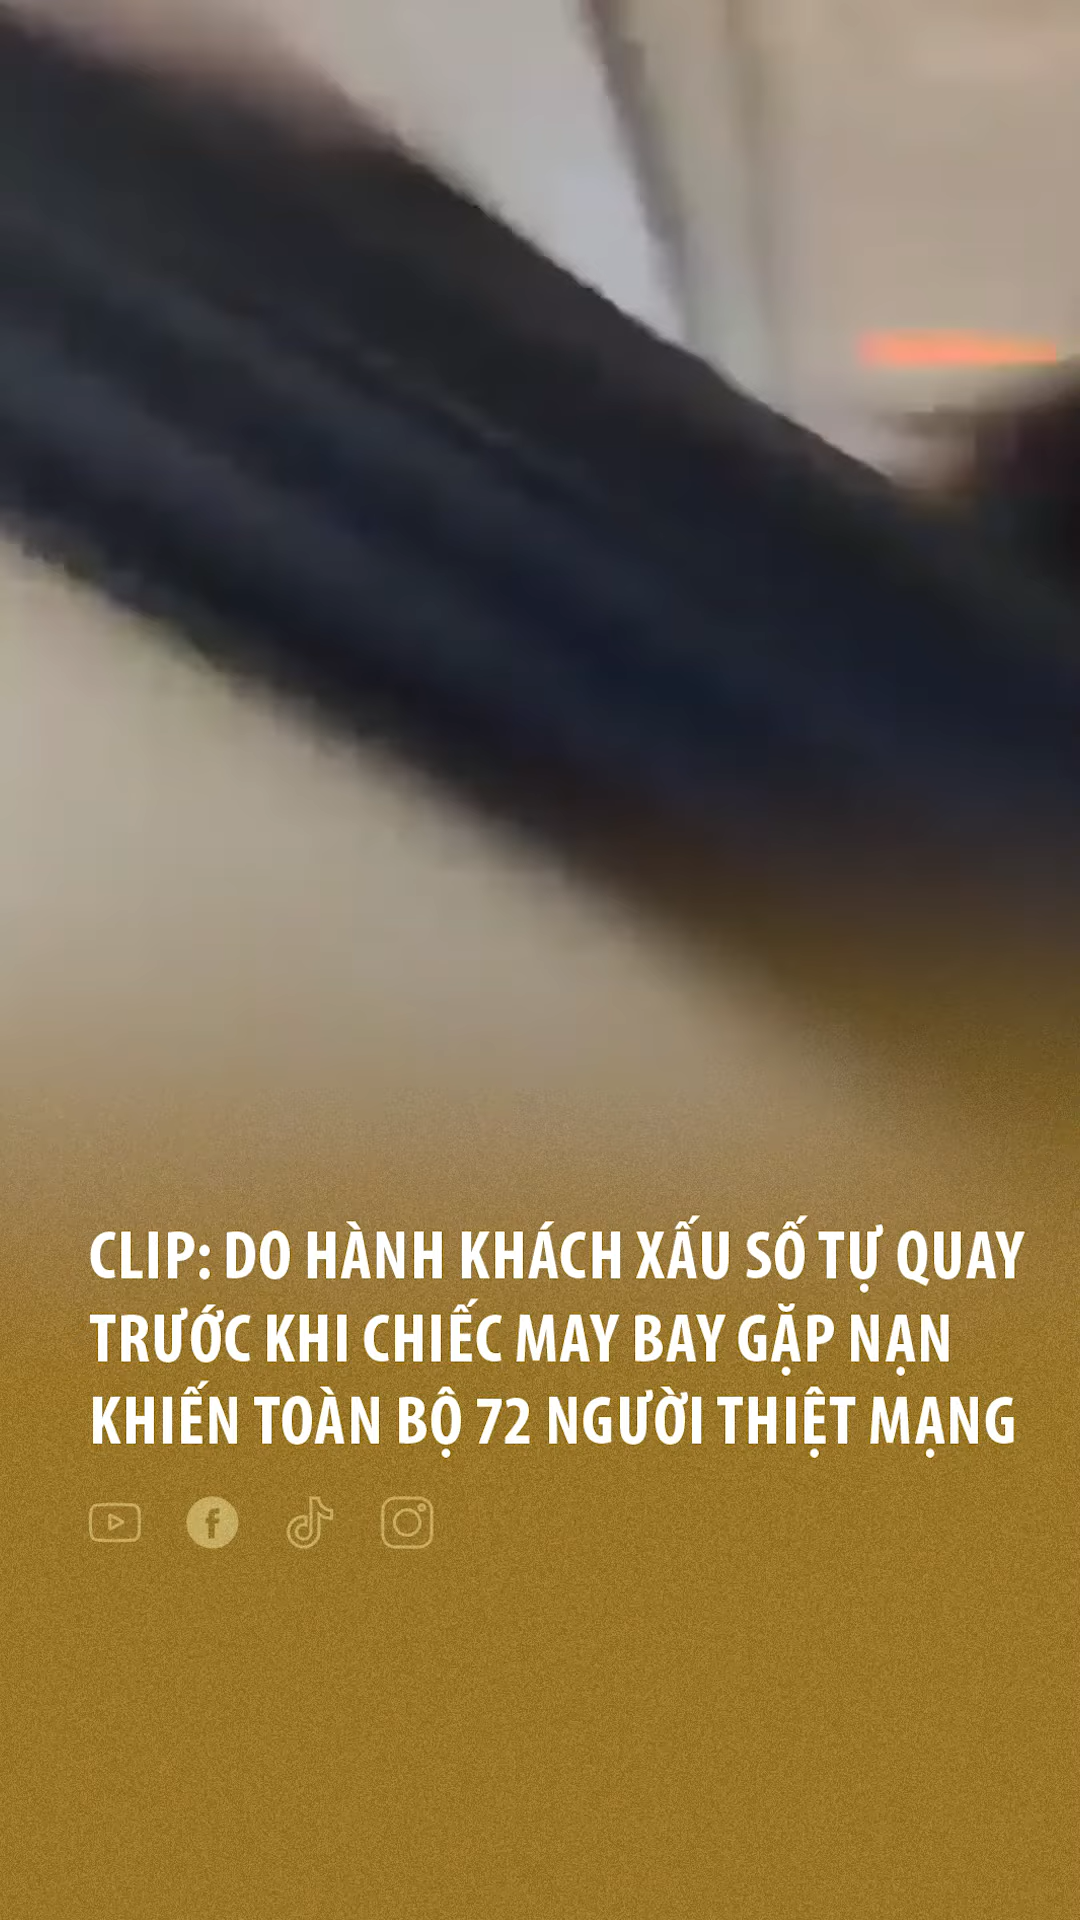 CLIP: DO HÀNH KHÁCH XẤU SỐ TỰ QUAY
TRƯỚC KHI CHIẾC MAY BAY GẶP NẠN
KHIẾN TOÀN BỘ 72 NGƯỜI THIỆT MẠNG